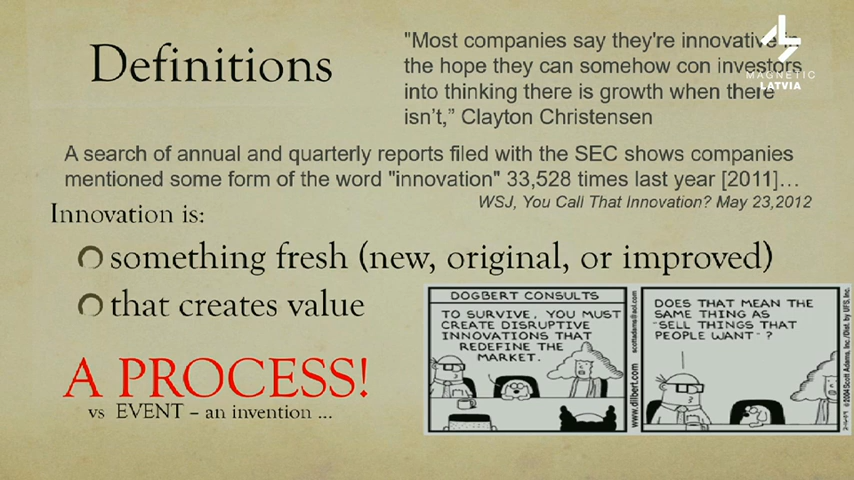 Definitions
"Most companies say they're innovative in
the hope they can somehow con investors
into thinking there is growth when there
isn't,” Clayton Christensen
MAGNETIC
LATVIA
A search of annual and quarterly reports filed with the SEC shows companies
mentioned some form of the word "innovation" 33,528 times last year [2011]…
WSJ, You Call That Innovation? May 23,2012
Innovation is:
something fresh (new, original, or improved)
that creates value
A PROCESS!
vs EVENT – an invention ...
DOGBERT CONSULTS
TO SURVIVE, YOU MUST
CREATE DISRUPTIVE
INNOVATIONS THAT
REDEFINE THE
MARKET.
www.dilbert.com
scottadams@aol.com
DOES THAT MEAN THE
SAME THING AS
"SELL THINGS THAT
PEOPLE WANT"?
©2004 Scott Adams, Inc./Dist. by UFS, Inc.